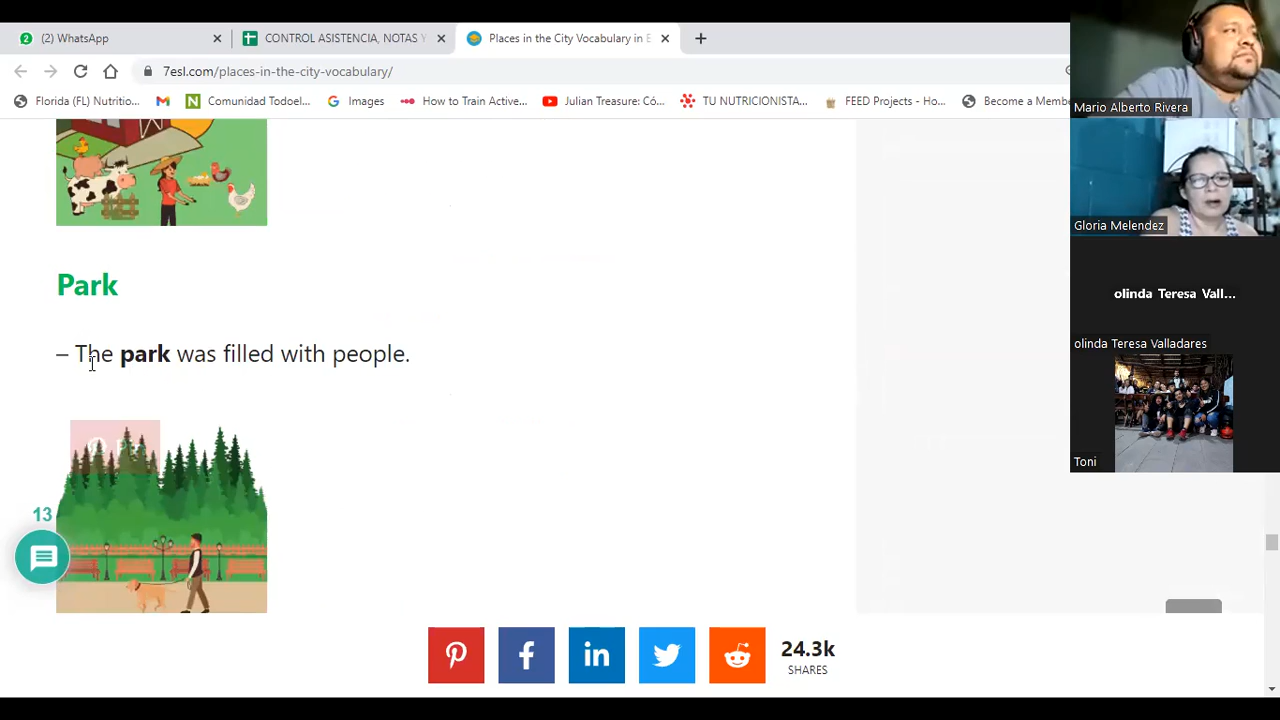 (2) WhatsApp
CONTROL ASISTENCIA, NOTAS Y
Places in the City Vocabulary in E
7esl.com/places-in-the-city-vocabulary/
Florida (FL) Nutritio...
Comunidad Todoel...
Images
How to Train Active...
Julian Treasure: Có...
TU NUTRICIONISTA...
FEED Projects - Ho...
Become a Membe
Mario Alberto Rivera
Gloria Melendez
olinda Teresa Vall...
olinda Teresa Valladares
Toni
Park
– The park was filled with people.
13
24.3k
SHARES